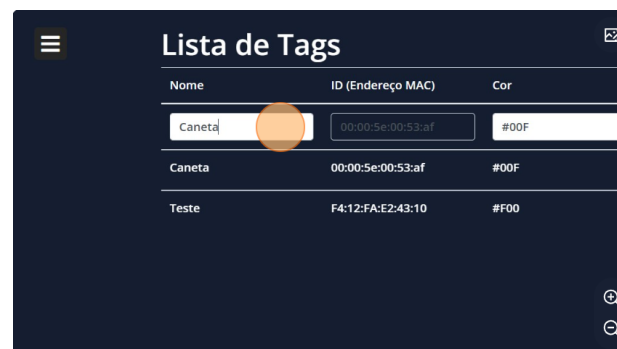 Lista de Tags
Nome ID (Endereço MAC) Cor
Caneta 00:00:5e:00:53:af #00F
Caneta 00:00:5e:00:53:af #00F
Teste F4:12:FA:E2:43:10 #F00